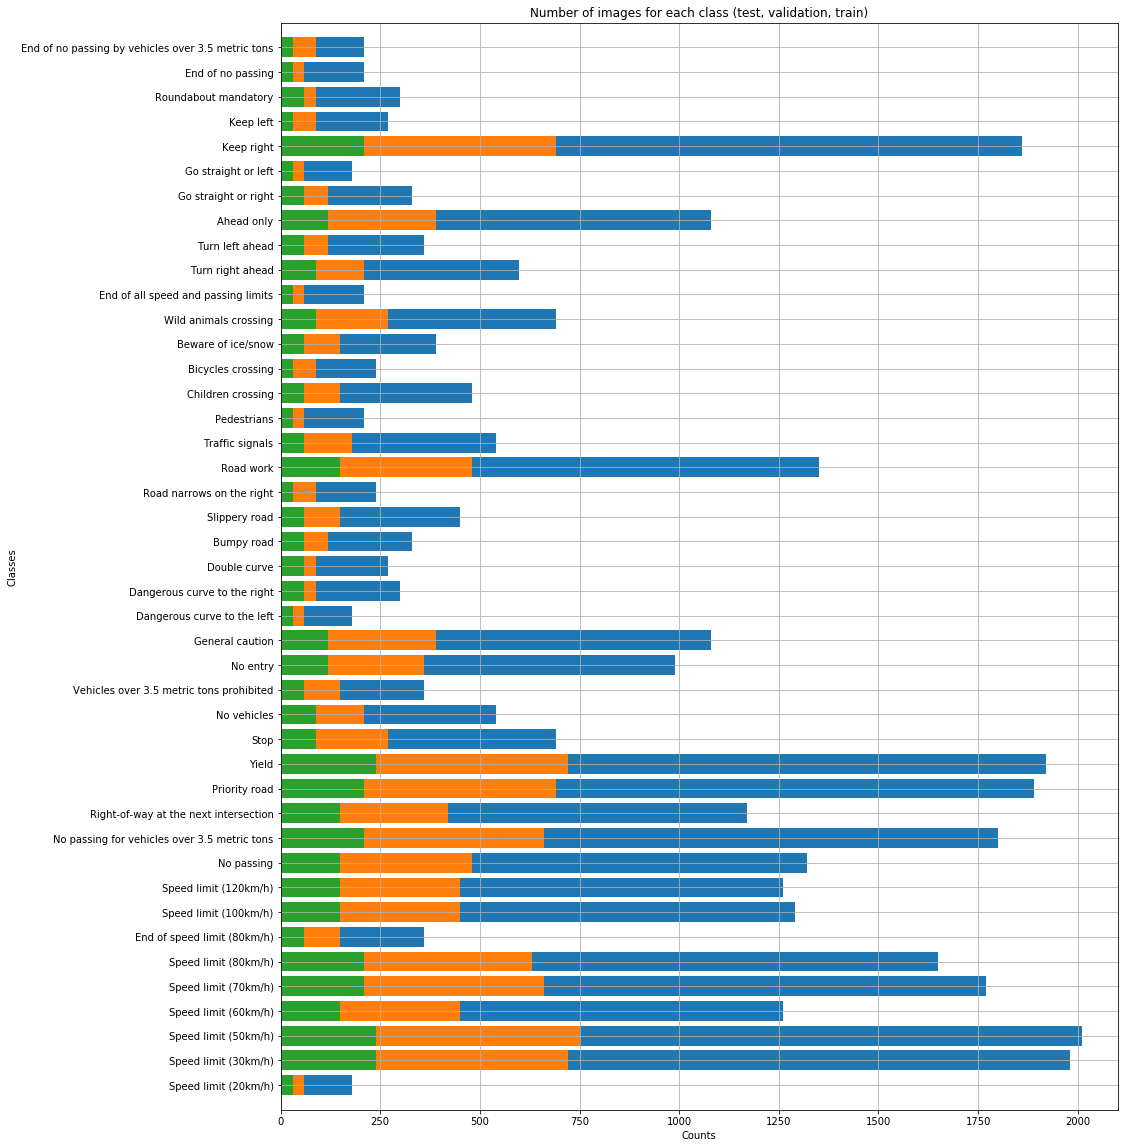 Number of images for each class (test, validation, train)
End of no passing by vehicles over 3.5 metric tons
End of no passing
Roundabout mandatory
Keep left
Keep right
Go straight or left
Go straight or right
Ahead only
Turn left ahead
Turn right ahead
End of all speed and passing limits
Wild animals crossing
Beware of ice/snow
Bicycles crossing
Children crossing
Pedestrians
Traffic signals
Road work
Road narrows on the right
Slippery road
Bumpy road
Double curve
Dangerous curve to the right
Dangerous curve to the left
General caution
No entry
Vehicles over 3.5 metric tons prohibited
No vehicles
Stop
Yield
Priority road
Right-of-way at the next intersection
No passing for vehicles over 3.5 metric tons
No passing
Speed limit (120km/h)
Speed limit (100km/h)
End of speed limit (80km/h)
Speed limit (80km/h)
Speed limit (70km/h)
Speed limit (60km/h)
Speed limit (50km/h)
Speed limit (30km/h)
Speed limit (20km/h)
Classes
0 250 500 750 1000 1250 1500 1750 2000
Counts